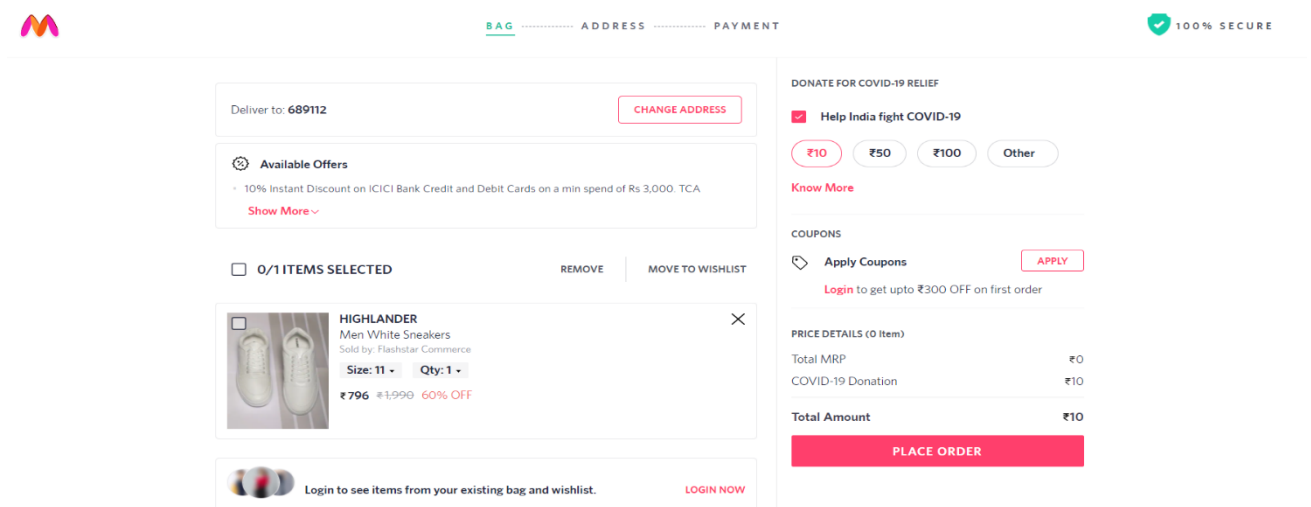 BAG ADDRESS PAYMENT
100% SECURE
Deliver to: 689112
CHANGE ADDRESS
Available Offers
10% Instant Discount on ICICI Bank Credit and Debit Cards on a min spend of Rs 3,000. TCA
Show More
0/1 ITEMS SELECTED
REMOVE
MOVE TO WISHLIST
HIGHLANDER
Men White Sneakers
Sold by: Flashstar Commerce
Size: 11 Qty: 1
₹796 ₹1,990 60% OFF
Login to see items from your existing bag and wishlist.
LOGIN NOW
DONATE FOR COVID-19 RELIEF
Help India fight COVID-19
₹10 ₹50 ₹100 Other
Know More
COUPONS
Apply Coupons
APPLY
Login to get upto ₹300 OFF on first order
PRICE DETAILS (0 Item)
Total MRP ₹0
COVID-19 Donation ₹10
Total Amount ₹10
PLACE ORDER